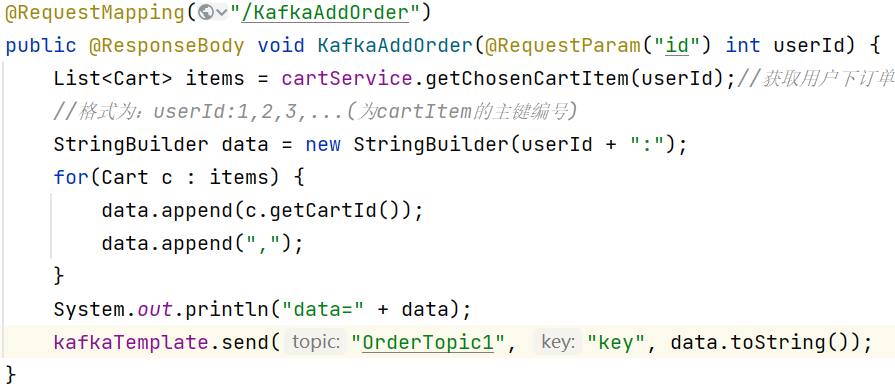 @RequestMapping("/KafkaAddOrder")
public @ResponseBody void KafkaAddOrder(@RequestParam("id") int userId) {
List<Cart> items = cartService.getChosenCartItem(userId);//获取用户下订单
//格式为：userId:1,2,3,...(为cartItem的主键编号)
StringBuilder data = new StringBuilder(userId + ":");
for(Cart c : items) {
data.append(c.getCartId());
data.append(",");
}
System.out.println("data=" + data);
kafkaTemplate.send( topic: "OrderTopic1", key: "key", data.toString());
}